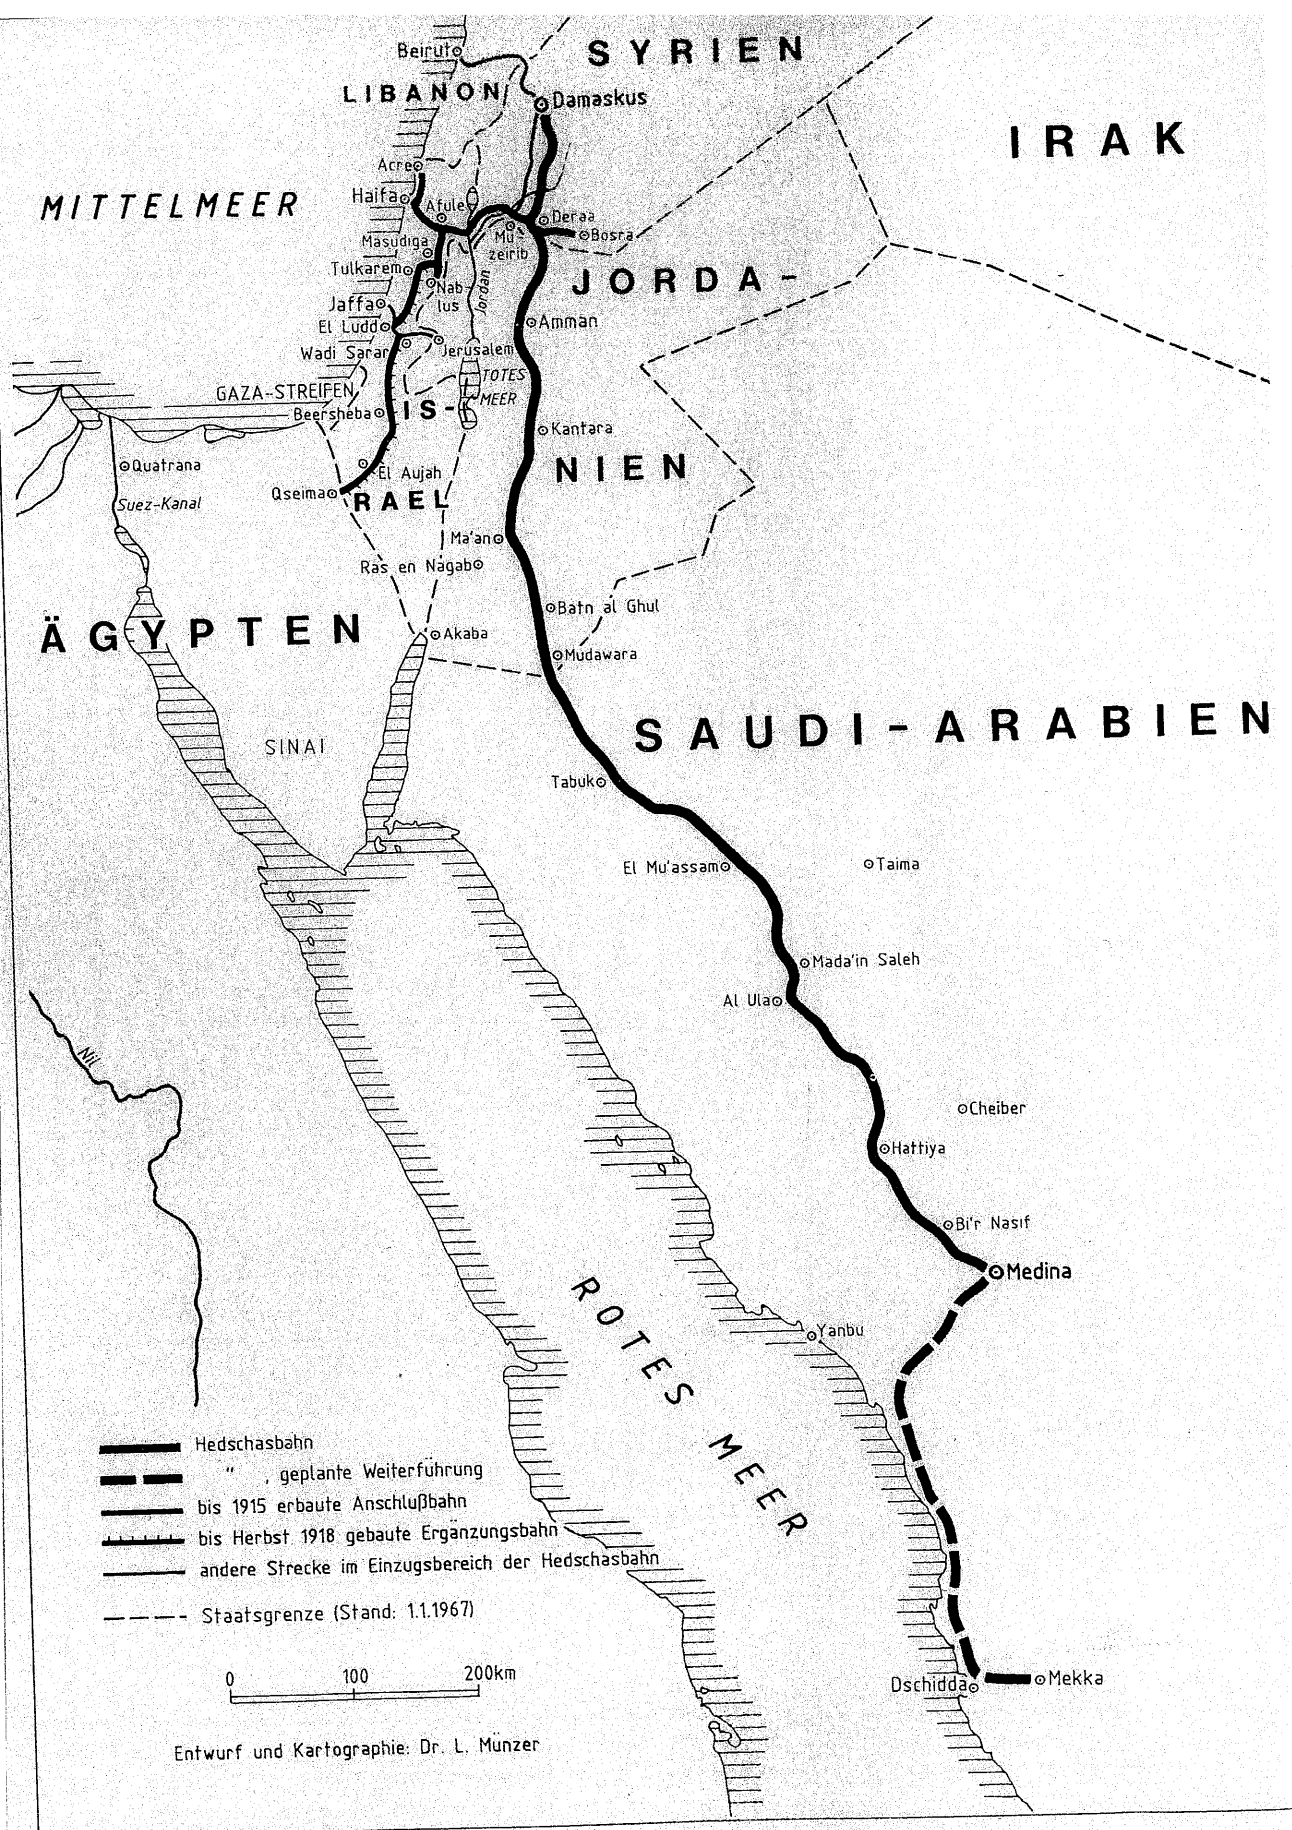 SYRIEN
Beirut
LIBANON
Damaskus
IRAK
Acre
MITTELMEER
Haifa
Afule
Deraa
Bosra
Mu-
zeirib
Masudiga
Tulkarem
Nab
lus
Jordan
JORDA-
Jaffa
El Ludd
Amman
Wadi Sarar
Jerusalem
TOTES
MEER
GAZA-STREIFEN
Beersheba
IS-
Kantara
Quatrana
El Aujah
NIEN
Qseima
RAEL
Suez-Kanal
Ma'an
Ras en Nagab
Batn al Ghul
ÄGYPTEN
Akaba
Mudawara
SAUDI-ARABIEN
SINAI
Tabuk
El Mu'assam
Taima
Mada'in Saleh
Al Ula
Nil
Cheiber
Hattiya
Bi'r Nasif
Medina
ROTES MEER
Yanbu
Hedschasbahn
" , geplante Weiterführung
bis 1915 erbaute Anschlußbahn
bis Herbst 1918 gebaute Ergänzungsbahn
andere Strecke im Einzugsbereich der Hedschasbahn
Staatsgrenze (Stand: 1.1.1967)
0 100 200km
Dschidda
Mekka
Entwurf und Kartographie: Dr. L. Münzer